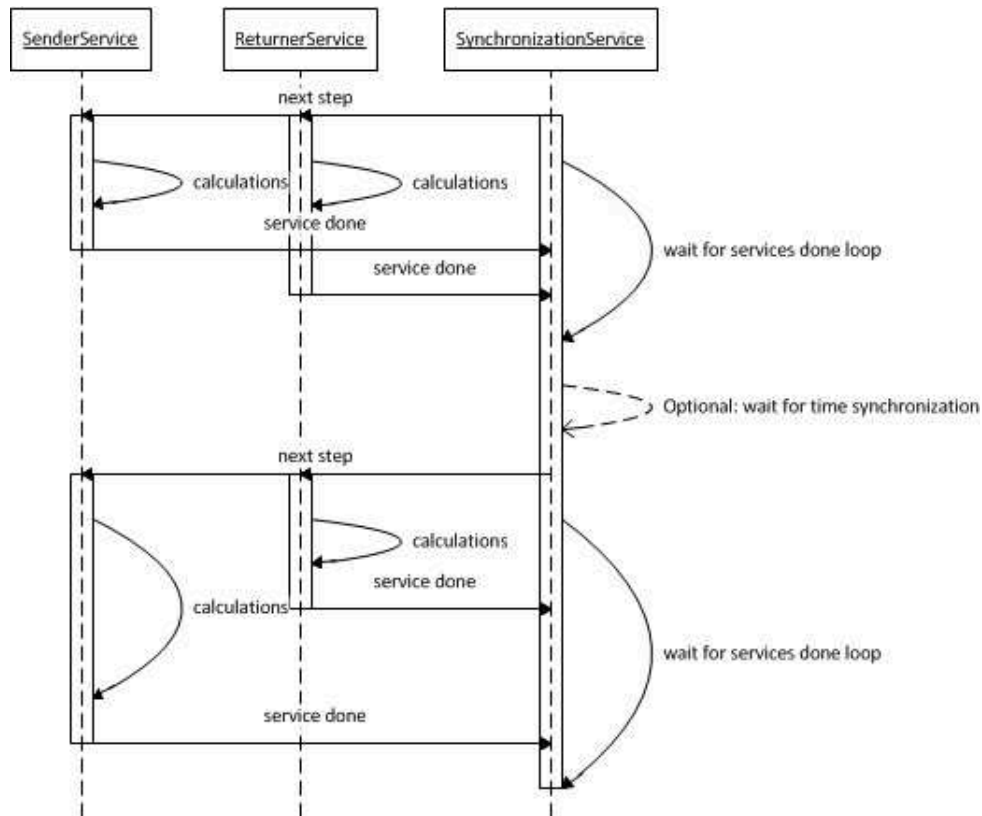 SenderService
ReturnerService
SynchronizationService
next step
calculations
calculations
service done
wait for services done loop
service done
Optional: wait for time synchronization
next step
calculations
service done
calculations
wait for services done loop
service done